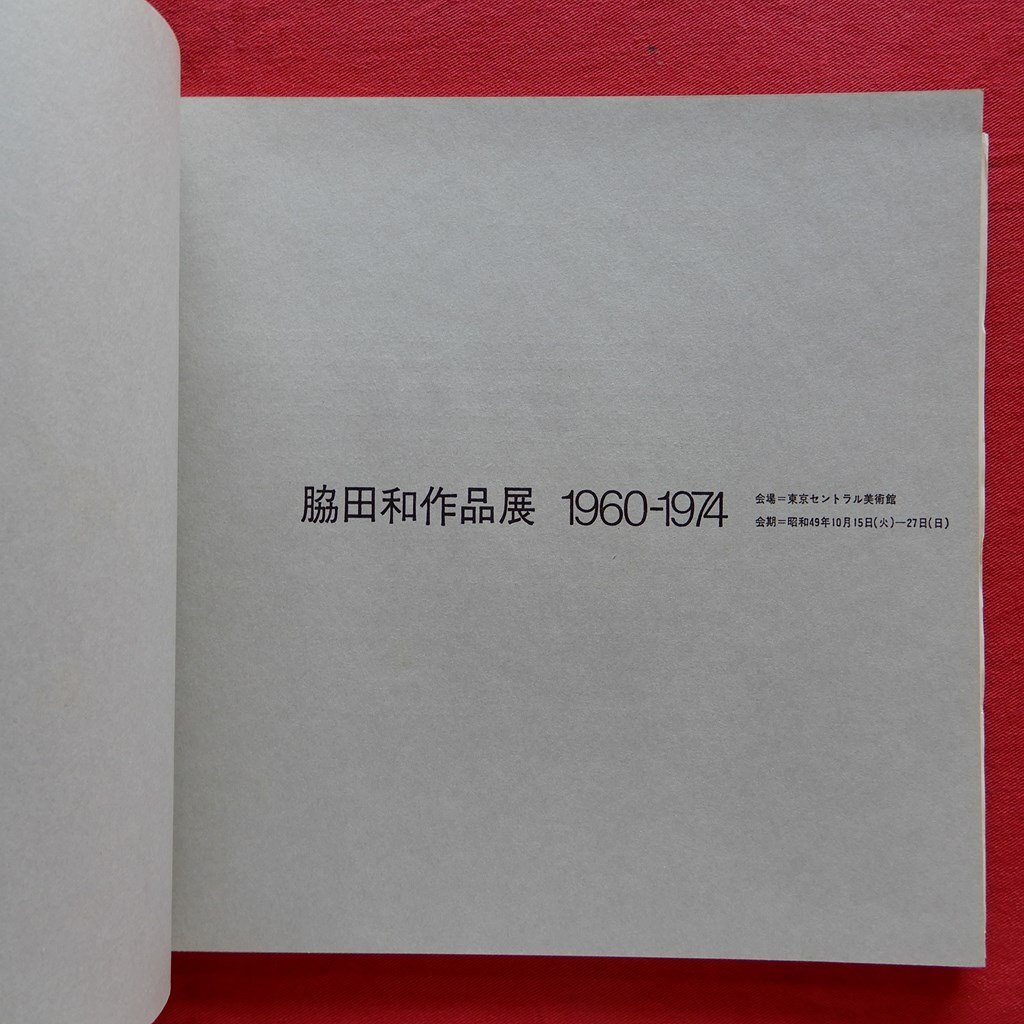 脇田和作品展 1960-1974
会場=東京セントラル美術館
会期=昭和49年10月15日(火)―27日(日)